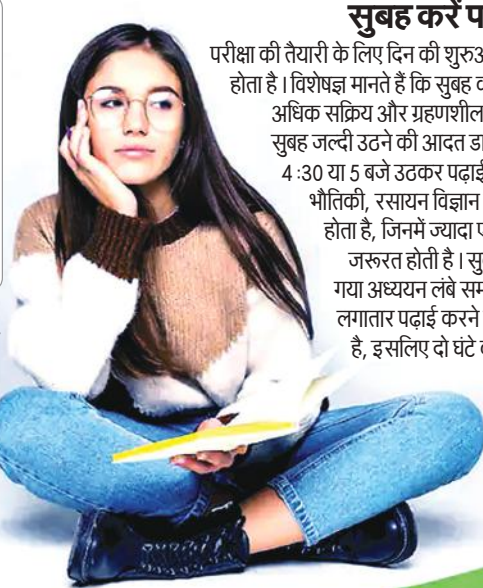 सुबह करें
परीक्षा की तैयारी के लिए दिन की
होता है । विशेषज्ञ मानते हैं कि सुबह
अधिक सक्रिय और ग्रहणशील
सुबह जल्दी उठने की आदत
4:30 या 5 बजे उठकर पढ़ाई
भौतिकी, रसायन विज्ञान
होता है, जिनमें ज्यादा
जरूरत होती है ।
गया अध्ययन लंबे
लगातार पढ़ाई करने
है, इसलिए दो घंटे